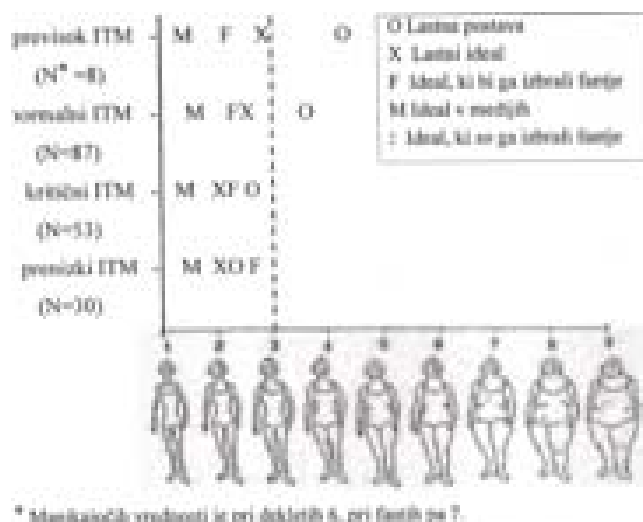 previsok ITM
M F X O
(N* =8)
normalni ITM
M FX O
(N=87)
kritični ITM
M XF O
(N=53)
prenizki ITM
M XO F
(N=30)
O Lastna postava
X Lastni ideal
F Ideal, ki bi ga izbrali fantje
M Ideal v medijih
: Ideal, ki so ga izbrali fantje
1 2 3 4 5 6 7 8 9
* Manjkajočih vrednosti je pri dekletih 6, pri fantih pa 7.